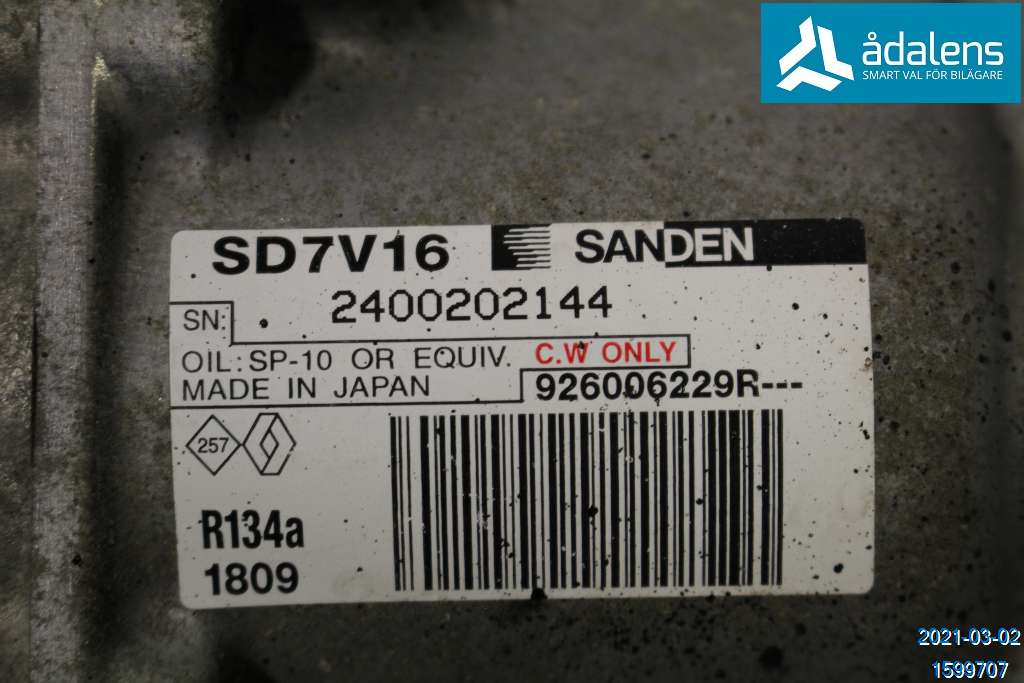 ådalens
SMART VAL FÖR BILÄGARE
SD7V16 SANDEN
SN: 2400202144
OIL: SP-10 OR EQUIV. C.W ONLY
MADE IN JAPAN 926006229R---
257
R134a
1809
2021-03-02
1599707